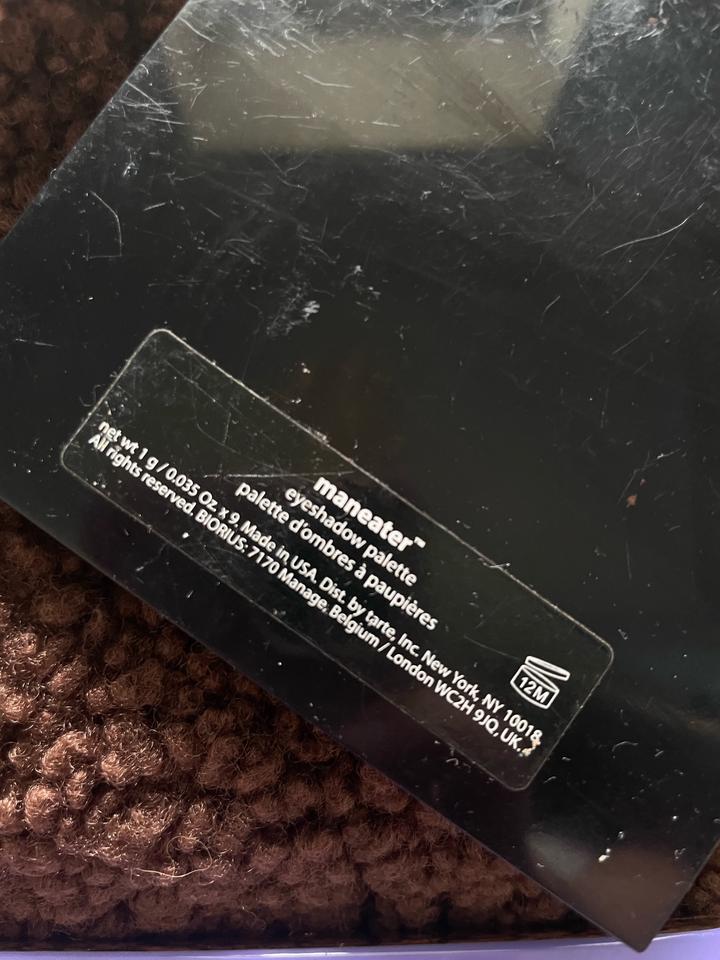 maneater™
eyeshadow palette
palette d'ombres à paupières
net wt 1 g / 0.035 Oz x 9. Made in USA. Dist. by tarte, Inc. New York, NY 10018.
All rights reserved. BIORIUS: 7170 Manage, Belgium / London WC2H 9JQ, UK.
12M